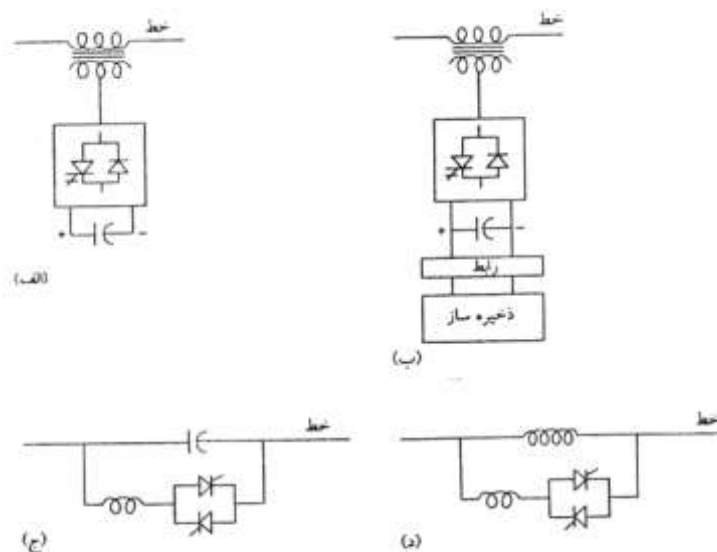 خط
خط
+
-
(الف)
+
-
رابط
ذخیره ساز
(ب)
خط
(ج)
خط
(د)